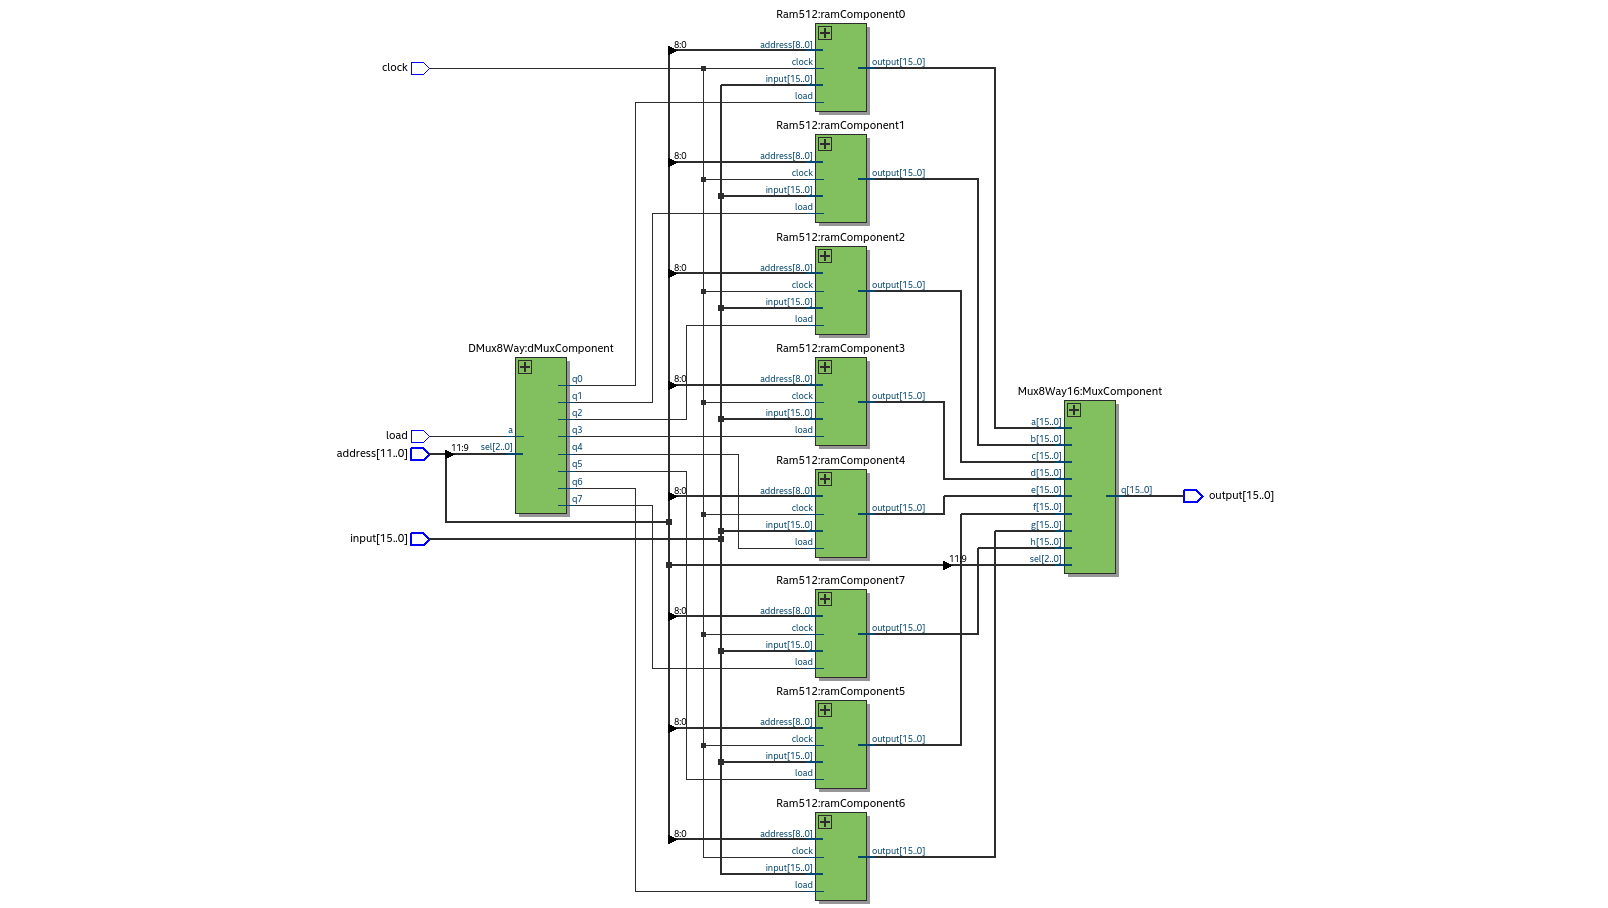 Ram512:ramComponent0
8:0
address[8..0]
clock
input[15..0]
load
output[15..0]
clock
Ram512:ramComponent1
8:0
address[8..0]
clock
input[15..0]
load
output[15..0]
Ram512:ramComponent2
8:0
address[8..0]
clock
input[15..0]
load
output[15..0]
DMux8Way:dMuxComponent
q0
q1
q2
q3
q4
q5
q6
q7
a
sel[2..0]
load
address[11..0]
11:9
input[15..0]
Ram512:ramComponent3
8:0
address[8..0]
clock
input[15..0]
load
output[15..0]
Ram512:ramComponent4
8:0
address[8..0]
clock
input[15..0]
load
output[15..0]
Mux8Way16:MuxComponent
a[15..0]
b[15..0]
c[15..0]
d[15..0]
e[15..0]
f[15..0]
g[15..0]
h[15..0]
sel[2..0]
11:9
q[15..0]
output[15..0]
Ram512:ramComponent7
8:0
address[8..0]
clock
input[15..0]
load
output[15..0]
Ram512:ramComponent5
8:0
address[8..0]
clock
input[15..0]
load
output[15..0]
Ram512:ramComponent6
8:0
address[8..0]
clock
input[15..0]
load
output[15..0]